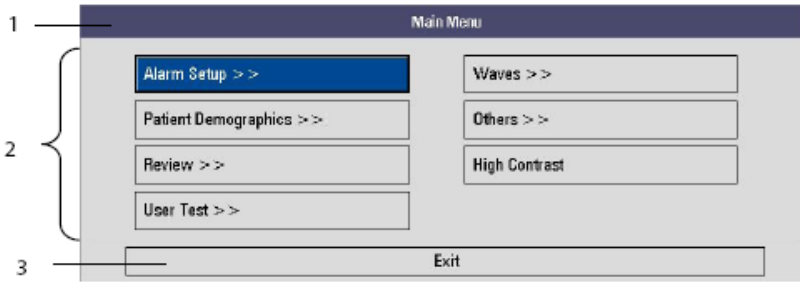 1
Main Menu
2
Alarm Setup >>
Waves >>
Patient Demographics >>
Others >>
Review >>
High Contrast
User Test >>
3
Exit